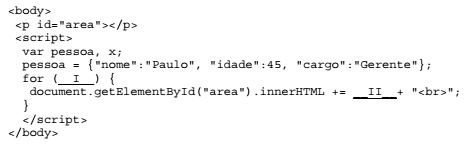 <body>
<p id="area"></p>
<script>
var pessoa, x;
pessoa = {"nome":"Paulo", "idade":45, "cargo":"Gerente"};
for (__I__) {
document.getElementById("area").innerHTML += __II__+ "<br>";
}
</script>
</body>